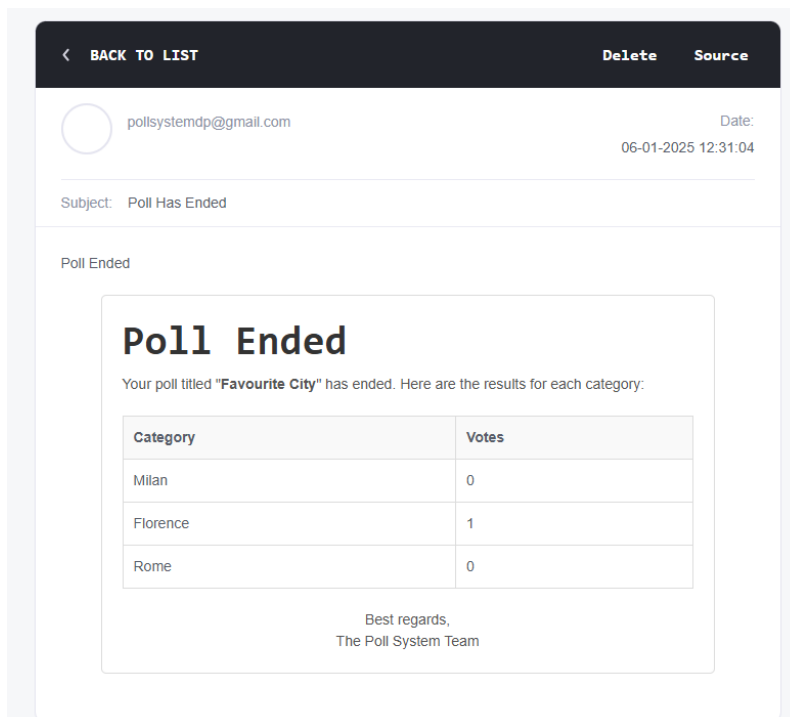 BACK TO LIST Delete Source
pollsystemdp@gmail.com Date:
06-01-2025 12:31:04
Subject: Poll Has Ended
Poll Ended
Poll Ended
Your poll titled "Favourite City" has ended. Here are the results for each category:
Category Votes
Milan 0
Florence 1
Rome 0
Best regards,
The Poll System Team